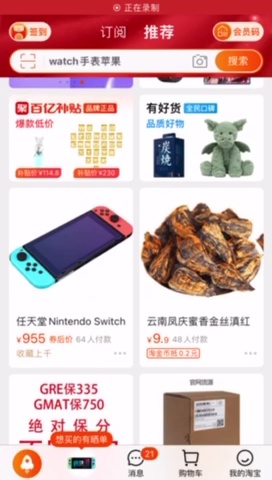 正在录制
签到
订阅
推荐
会员码
watch手表苹果
搜索
聚百亿补贴 品牌正品
爆款低价
补贴价¥114.9
补贴价¥230
有好货 全民口碑
品质好物
炭烧
任天堂Nintendo Switch
¥955 券后价 64人付款
收藏上千
云南凤庆蜜香金丝滇红
¥9.9 48人付款
淘金币抵0.2元
GRE保335
GMAT保750
绝对保分
官网货源
想买的有晒单
21
消息
购物车
我的淘宝